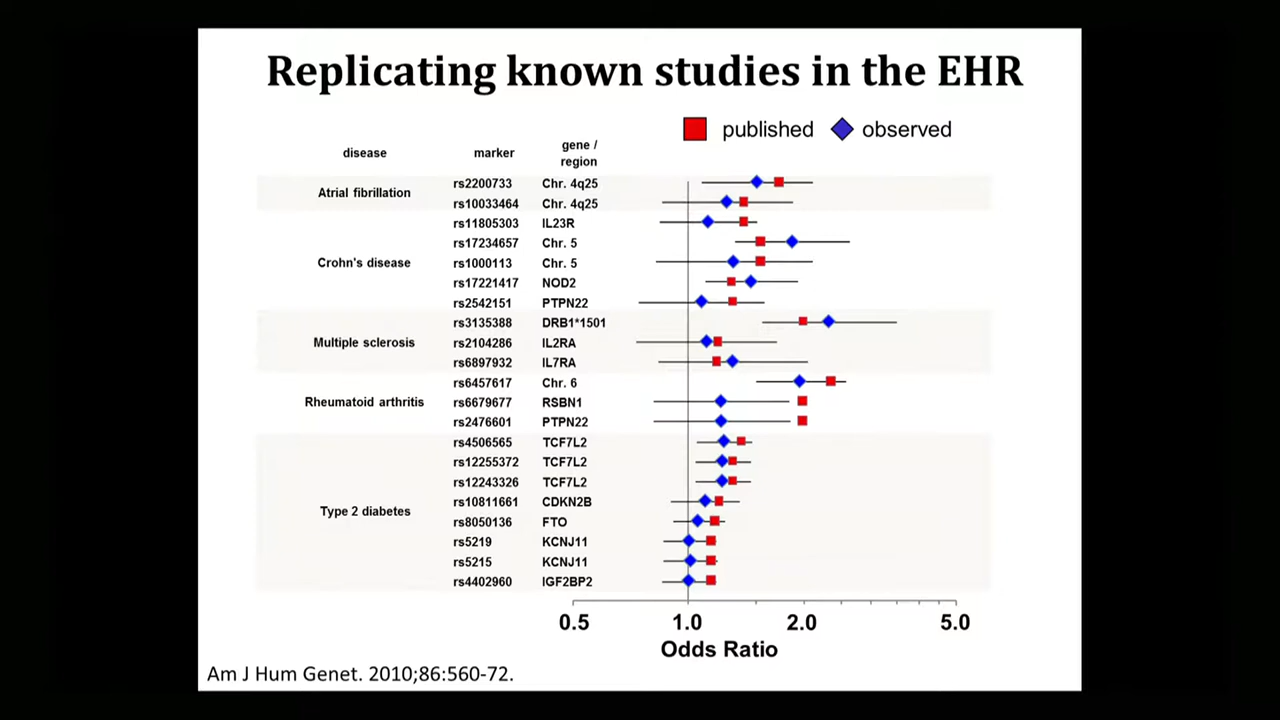 Replicating known studies in the EHR
published observed
disease marker gene / region
Atrial fibrillation
rs2200733 Chr. 4q25
rs10033464 Chr. 4q25
Crohn's disease
rs11805303 IL23R
rs17234657 Chr. 5
rs1000113 Chr. 5
rs17221417 NOD2
rs2542151 PTPN22
Multiple sclerosis
rs3135388 DRB1*1501
rs2104286 IL2RA
rs6897932 IL7RA
Rheumatoid arthritis
rs6457617 Chr. 6
rs6679677 RSBN1
rs2476601 PTPN22
Type 2 diabetes
rs4506565 TCF7L2
rs12255372 TCF7L2
rs12243326 TCF7L2
rs10811661 CDKN2B
rs8050136 FTO
rs5219 KCNJ11
rs5215 KCNJ11
rs4402960 IGF2BP2
0.5 1.0 2.0 5.0
Odds Ratio
Am J Hum Genet. 2010;86:560-72.